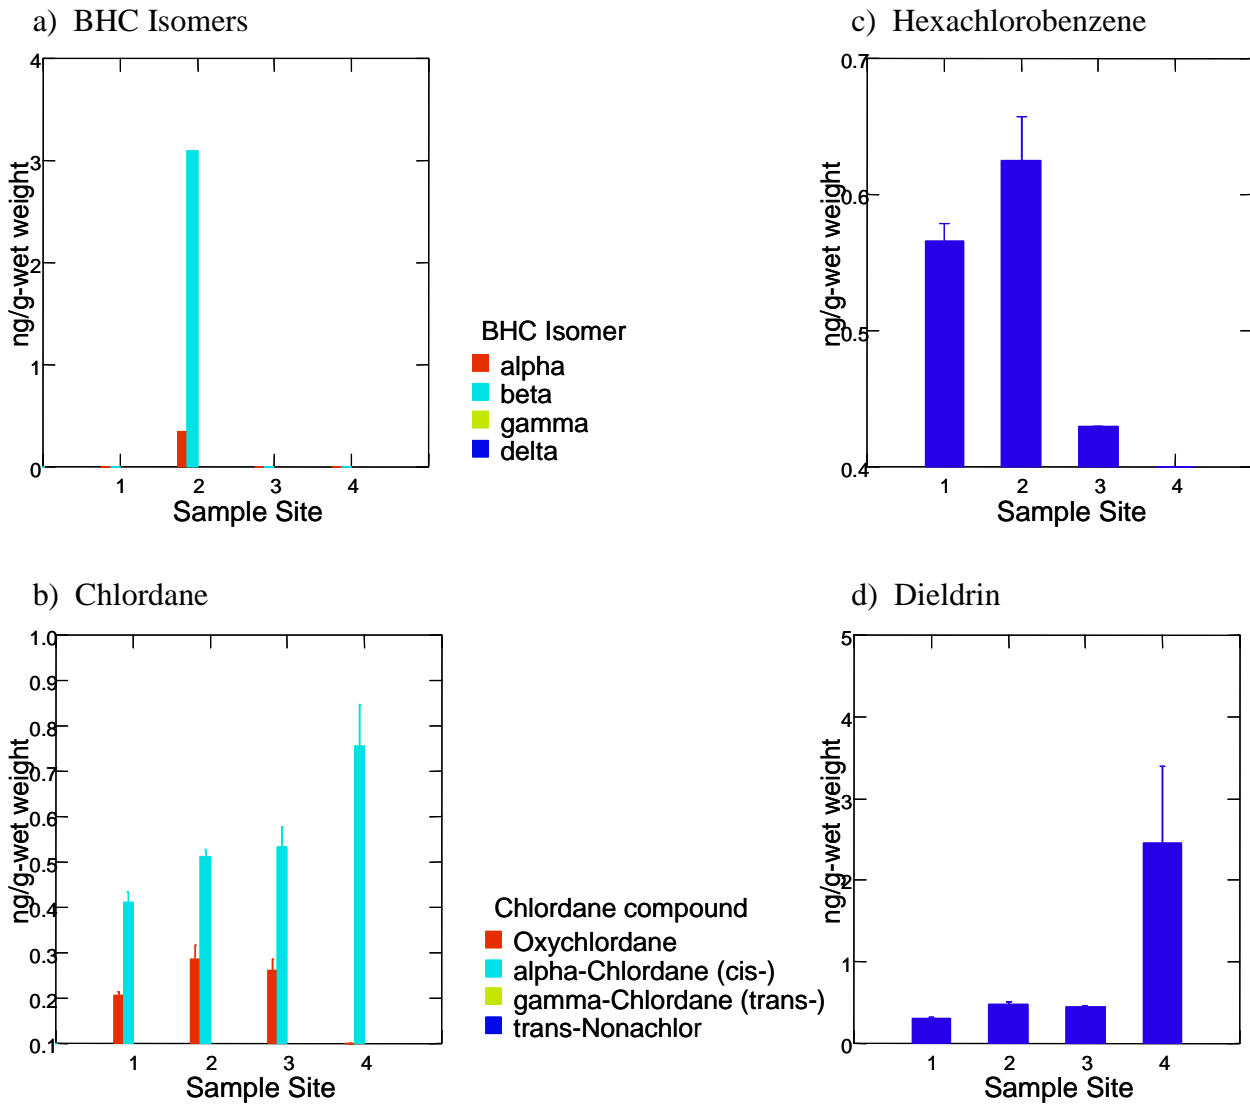 a) BHC Isomers
4
3
2
1
0
ng/g-wet weight
1 2 3 4
Sample Site
BHC Isomer
alpha
beta
gamma
delta
c) Hexachlorobenzene
0.7
0.6
0.5
0.4
ng/g-wet weight
1 2 3 4
Sample Site
b) Chlordane
1.0
0.9
0.8
0.7
0.6
0.5
0.4
0.3
0.2
0.1
ng/g-wet weight
1 2 3 4
Sample Site
Chlordane compound
Oxychlordane
alpha-Chlordane (cis-)
gamma-Chlordane (trans-)
trans-Nonachlor
d) Dieldrin
5
4
3
2
1
0
ng/g-wet weight
1 2 3 4
Sample Site